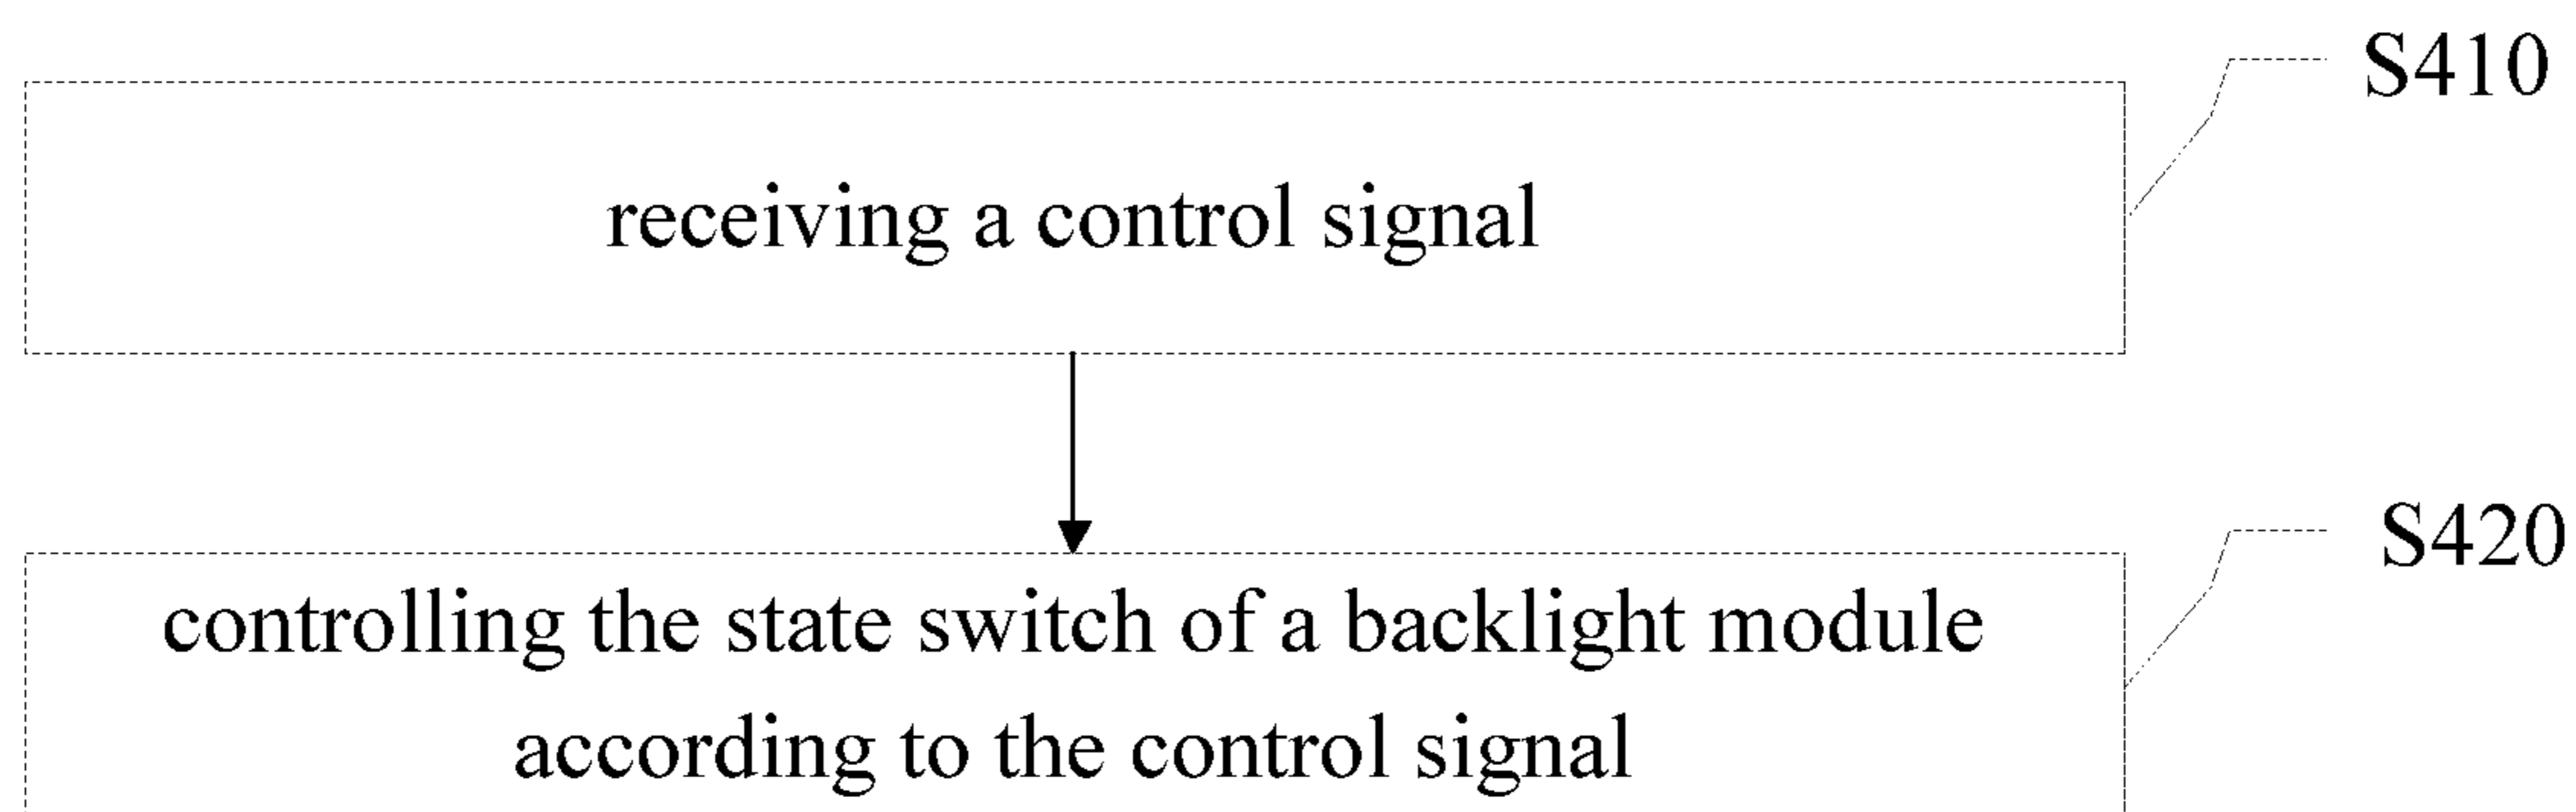 S410
receiving a control signal
S420
controlling the state switch of a backlight module
according to the control signal